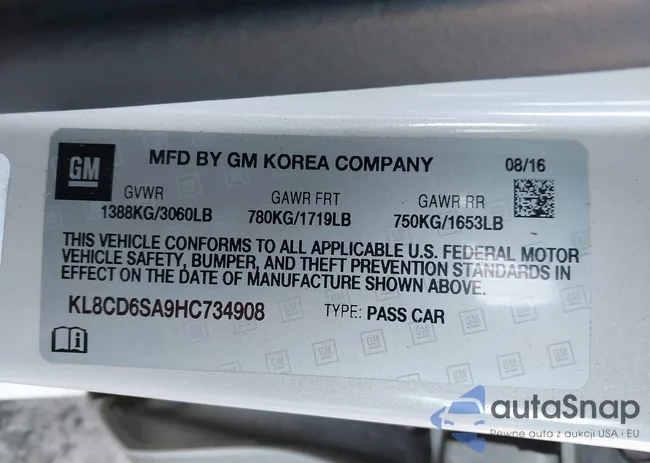 GM
MFD BY GM KOREA COMPANY 08/16
GVWR GAWR FRT GAWR RR
1388KG/3060LB 780KG/1719LB 750KG/1653LB
THIS VEHICLE CONFORMS TO ALL APPLICABLE U.S. FEDERAL MOTOR
VEHICLE SAFETY, BUMPER, AND THEFT PREVENTION STANDARDS IN
EFFECT ON THE DATE OF MANUFACTURE SHOWN ABOVE.
KL8CD6SA9HC734908 TYPE: PASS CAR
autaSnap
Pewne auta z aukcji USA i EU